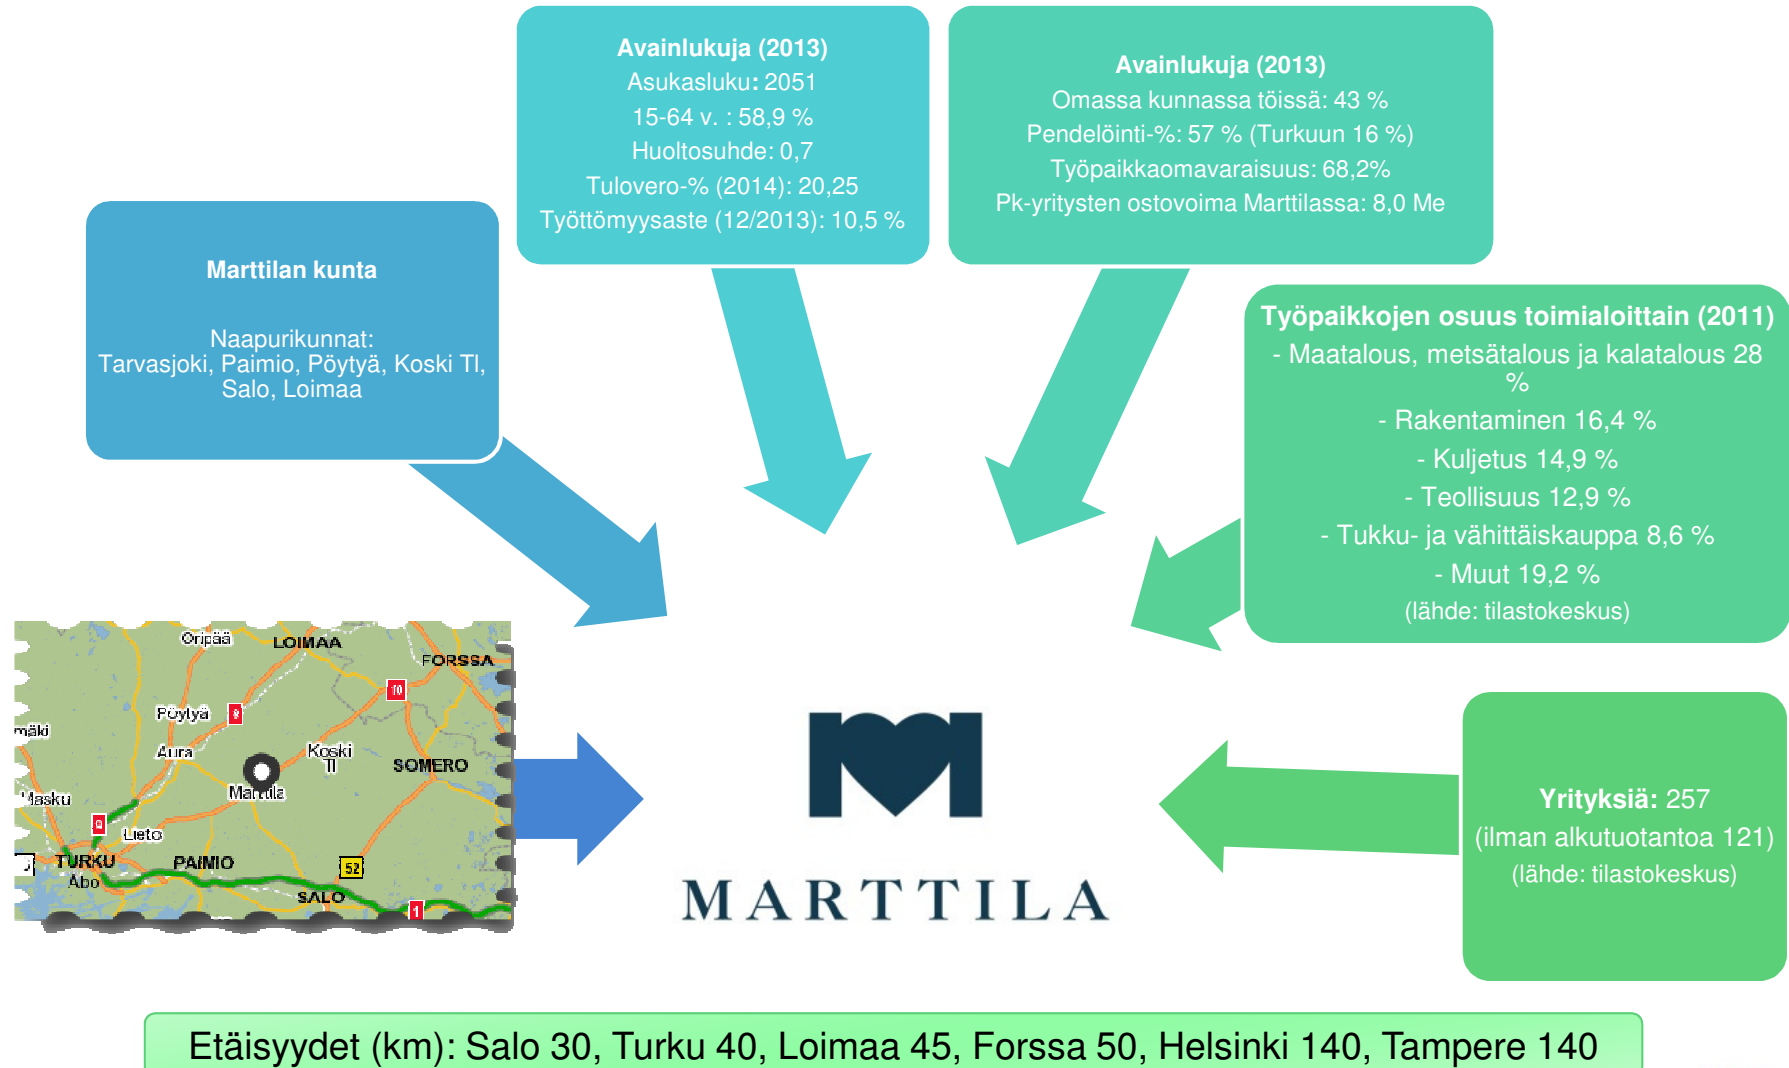 Avainlukuja (2013)
Asukasluku: 2051
15-64 v. : 58,9 %
Huoltosuhde: 0,7
Tulovero-% (2014): 20,25
Työttömyysaste (12/2013): 10,5 %
Avainlukuja (2013)
Omassa kunnassa töissä: 43 %
Pendelöinti-%: 57 % (Turkuun 16 %)
Työpaikkaomavaraisuus: 68,2%
Pk-yritysten ostovoima Marttilassa: 8,0 Me
Marttilan kunta
Naapurikunnat:
Tarvasjoki, Paimio, Pöytyä, Koski Tl,
Salo, Loimaa
Työpaikkojen osuus toimialoittain (2011)
- Maatalous, metsätalous ja kalatalous 28
%
- Rakentaminen 16,4 %
- Kuljetus 14,9 %
- Teollisuus 12,9 %
- Tukku- ja vähittäiskauppa 8,6 %
- Muut 19,2 %
(lähde: tilastokeskus)
Oripää
LOIMAA
FORSSA
10
Pöytyä
9
mäki
Aura
Koski
Tl
SOMERO
Marttila
Masku
9
Lieto
TURKU
Åbo
PAIMIO
52
SALO
1
MARTTILA
Yrityksiä: 257
(ilman alkutuotantoa 121)
(lähde: tilastokeskus)
Etäisyydet (km): Salo 30, Turku 40, Loimaa 45, Forssa 50, Helsinki 140, Tampere 140